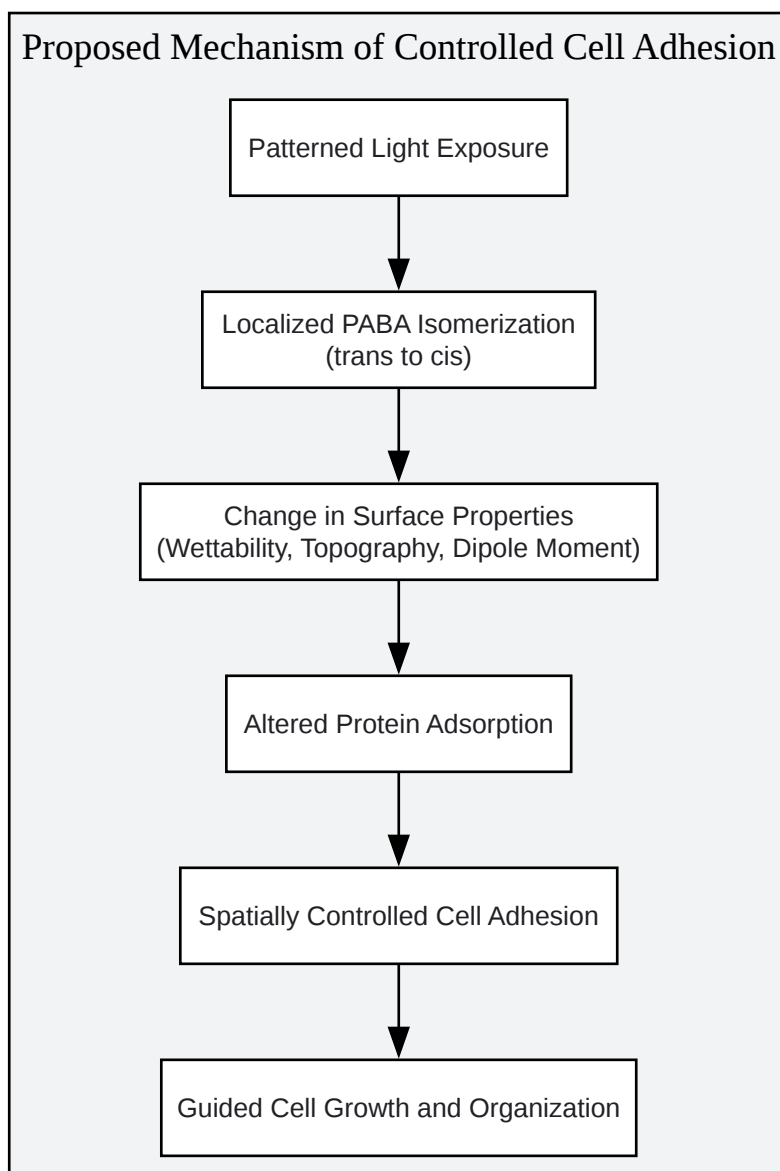 Proposed Mechanism of Controlled Cell Adhesion
Patterned Light Exposure
Localized PABA Isomerization
(trans to cis)
Change in Surface Properties
(Wettability, Topography, Dipole Moment)
Altered Protein Adsorption
Spatially Controlled Cell Adhesion
Guided Cell Growth and Organization